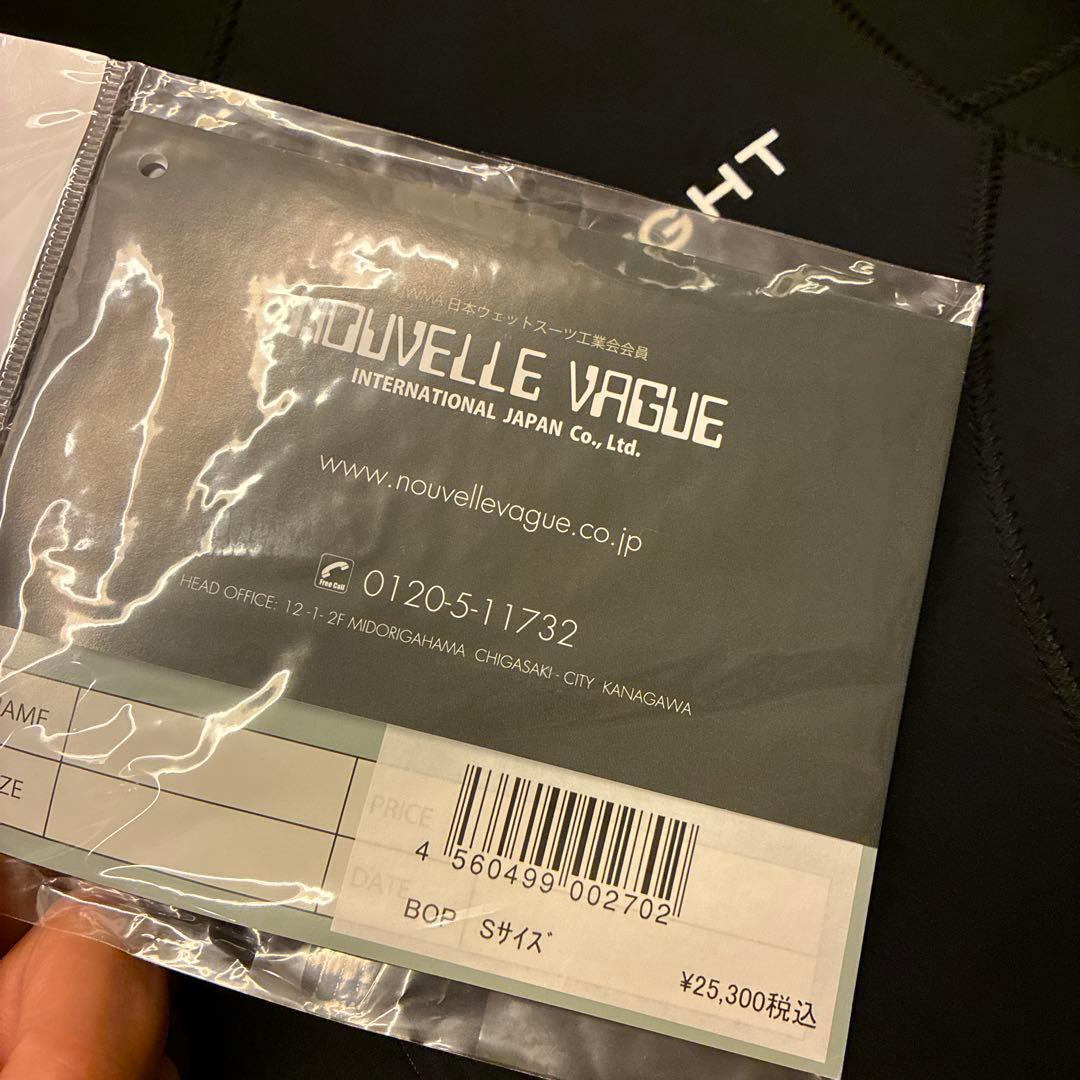 GHT
日本ウェットスーツ工業会会員
NOUVELLE VAGUE
INTERNATIONAL JAPAN Co., Ltd.
www.nouvellevague.co.jp
Free Call
0120-5-11732
HEAD OFFICE: 12-1-2F MIDORIGAHAMA CHIGASAKI-CITY KANAGAWA
PRICE
4 560499 002702
DATE
BOP Sサイズ
¥25,300税込